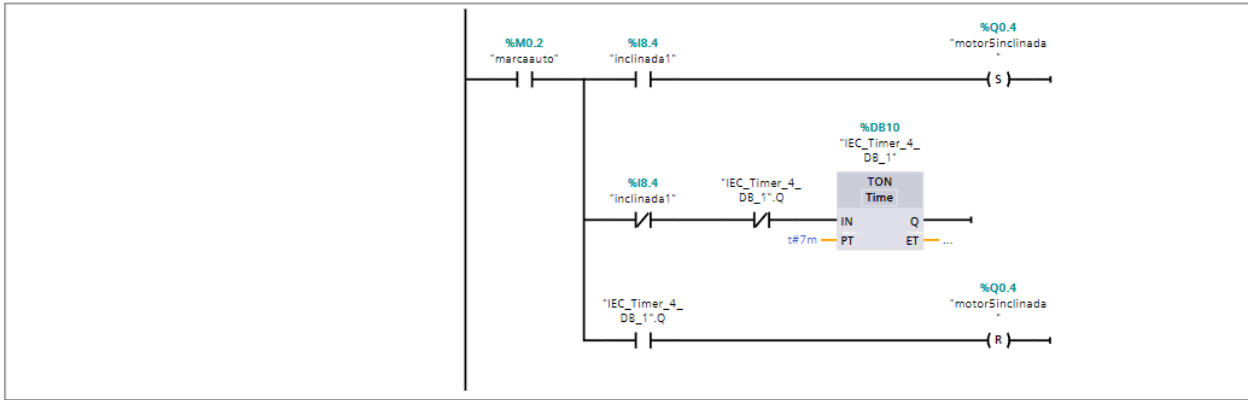 %M0.2
"marcaauto"
%I8.4
"inclinada1"
%Q0.4
"motor5inclinada
"
( S )
%DB10
"IEC_Timer_4_
DB_1"
%I8.4
"inclinada1"
"IEC_Timer_4_
DB_1".Q
TON
Time
IN Q
t#7m PT ET ...
"IEC_Timer_4_
DB_1".Q
%Q0.4
"motor5inclinada
"
( R )